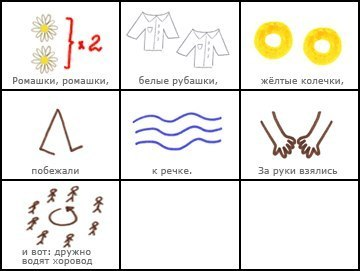 x 2
Ромашки, ромашки,
белые рубашки,
жёлтые колечки,
побежали
к речке.
За руки взялись
и вот: дружно
водят хоровод